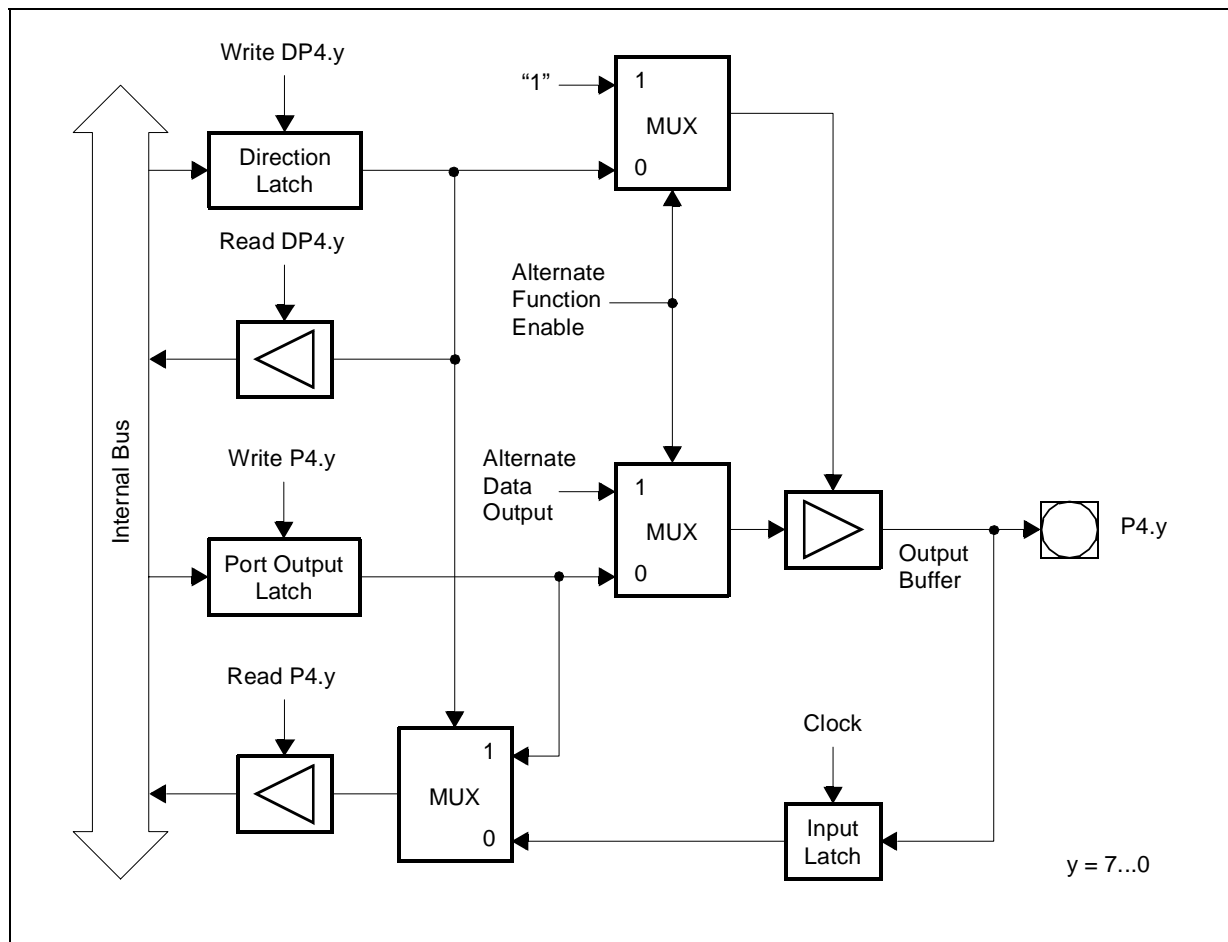 Write DP4.y
“1”
1
MUX
0
Direction
Latch
Read DP4.y
Alternate
Function
Enable
Internal Bus
Write P4.y
Alternate
Data
Output
1
MUX
0
P4.y
Output
Buffer
Port Output
Latch
Read P4.y
Clock
1
MUX
0
Input
Latch
y = 7...0